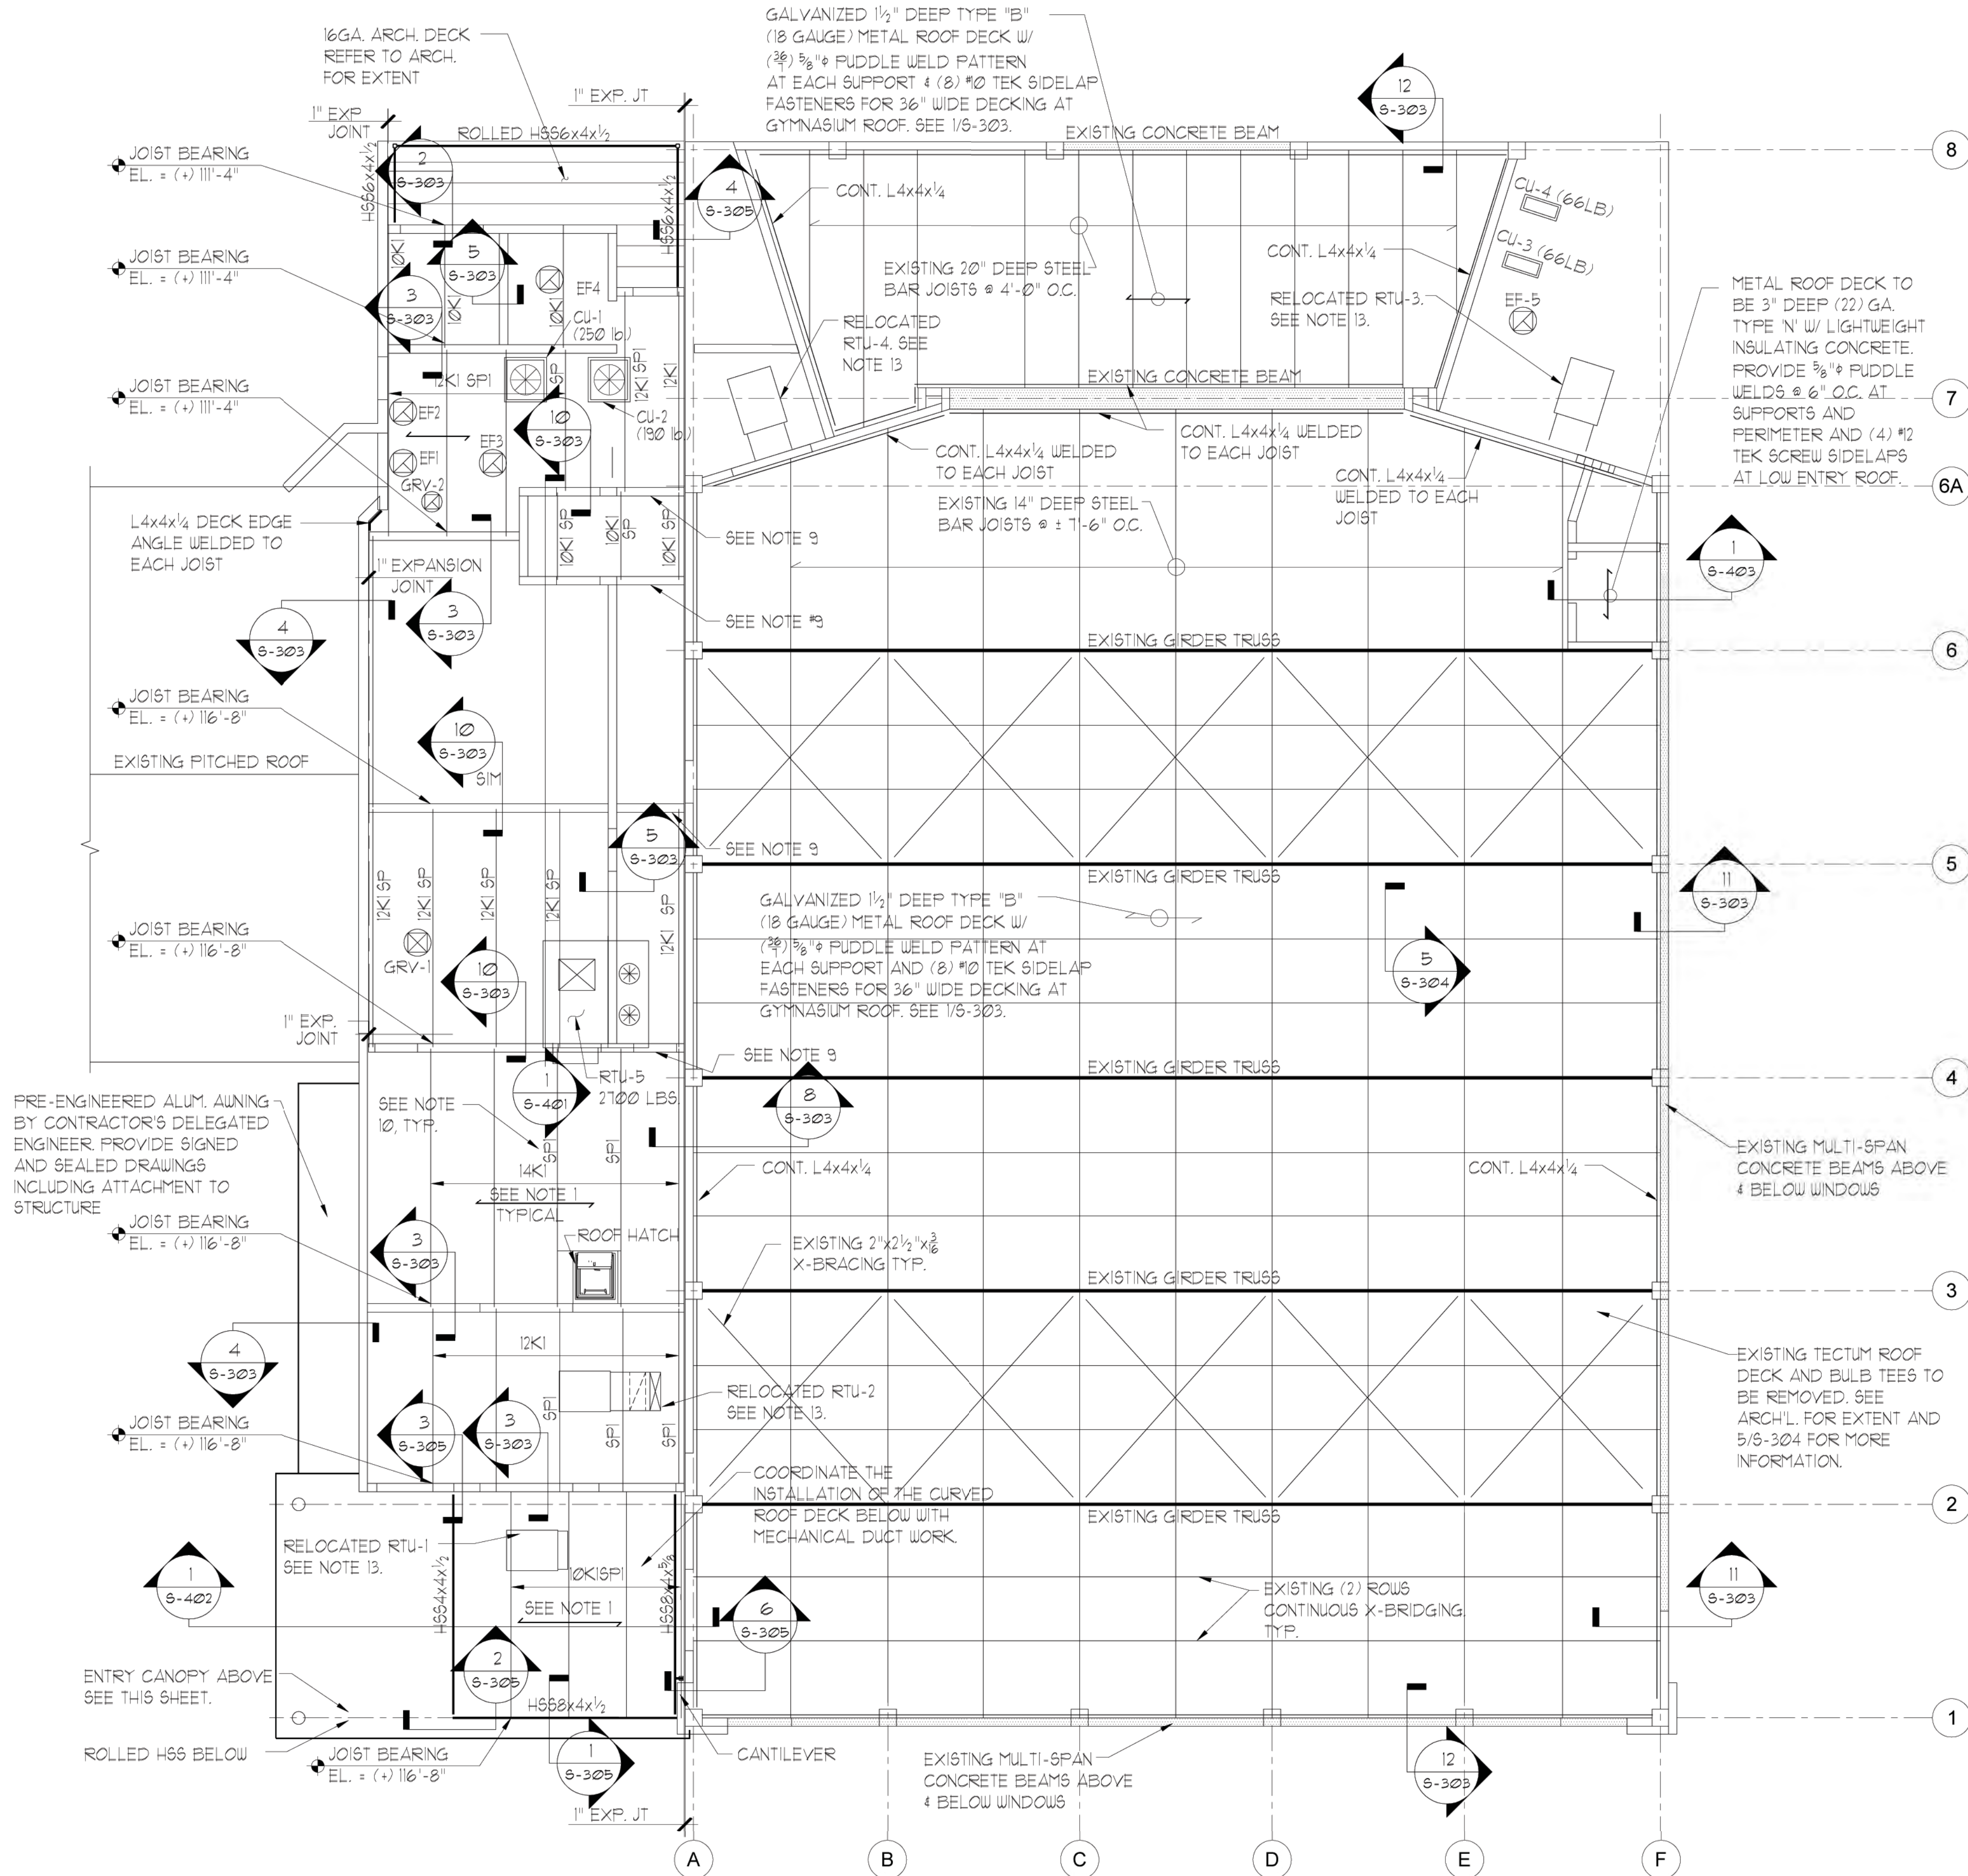 16GA. ARCH. DECK
REFER TO ARCH.
FOR EXTENT
GALVANIZED 1½" DEEP TYPE "B"
(18 GAUGE) METAL ROOF DECK W/
(36/7) ⅝"ϕ PUDDLE WELD PATTERN
AT EACH SUPPORT & (8) #10 TEK SIDELAP
FASTENERS FOR 36" WIDE DECKING AT
GYMNASIUM ROOF. SEE 1/S-303.
1" EXP. JT
1" EXP
JOINT
ROLLED HSS6x4x½
EXISTING CONCRETE BEAM
12
S-303
8
JOIST BEARING
EL. = (+) 111'-4"
HSS6x4x½
2
S-303
HSS6x4x½
4
S-305
CONT. L4x4x¼
CU-4 (66LB)
CU-3 (66LB)
JOIST BEARING
EL. = (+) 111'-4"
10K1
5
S-303
EF4
3
S-303
10K1
10K1
CU-1
(250 lb.)
EXISTING 20" DEEP STEEL
BAR JOISTS @ 4'-0" O.C.
CONT. L4x4x¼
RELOCATED RTU-3.
SEE NOTE 13.
EF-5
RELOCATED
RTU-4. SEE
NOTE 13
METAL ROOF DECK TO
BE 3" DEEP (22) GA.
TYPE 'N' W/ LIGHTWEIGHT
INSULATING CONCRETE.
PROVIDE ⅝"ϕ PUDDLE
WELDS @ 6" O.C. AT
SUPPORTS AND
PERIMETER AND (4) #12
TEK SCREW SIDELAPS
AT LOW ENTRY ROOF.
JOIST BEARING
EL. = (+) 111'-4"
12K1 SP1
SP
12K1 SP1
12K1
EXISTING CONCRETE BEAM
7
EF2
EF3
EF1
GRV-2
10
S-303
CU-2
(190 lb.)
CONT. L4x4x¼ WELDED
TO EACH JOIST
CONT. L4x4x¼ WELDED
TO EACH JOIST
CONT. L4x4x¼
WELDED TO EACH
JOIST
6A
L4x4x¼ DECK EDGE
ANGLE WELDED TO
EACH JOIST
10K1 SP
10K1
SP
10K1 SP
SEE NOTE 9
EXISTING 14" DEEP STEEL
BAR JOISTS @ ± 7'-6" O.C.
1
S-403
1" EXPANSION
JOINT
4
S-303
3
S-303
SEE NOTE #9
EXISTING GIRDER TRUSS
6
JOIST BEARING
EL. = (+) 116'-8"
10
S-303
SIM
EXISTING PITCHED ROOF
5
S-303
SEE NOTE 9
EXISTING GIRDER TRUSS
5
12K1 SP
12K1 SP
12K1 SP
12K1 SP
12K1 SP
GALVANIZED 1½" DEEP TYPE "B"
(18 GAUGE) METAL ROOF DECK W/
(36/7) ⅝"ϕ PUDDLE WELD PATTERN AT
EACH SUPPORT AND (8) #10 TEK SIDELAP
FASTENERS FOR 36" WIDE DECKING AT
GYMNASIUM ROOF. SEE 1/S-303.
11
S-303
JOIST BEARING
EL. = (+) 116'-8"
GRV-1
10
S-303
5
S-304
1" EXP.
JOINT
SEE NOTE 9
EXISTING GIRDER TRUSS
4
PRE-ENGINEERED ALUM. AWNING
BY CONTRACTOR'S DELEGATED
ENGINEER. PROVIDE SIGNED
AND SEALED DRAWINGS
INCLUDING ATTACHMENT TO
STRUCTURE
SEE NOTE
10, TYP.
1
S-401
RTU-5
2700 LBS.
8
S-303
EXISTING MULTI-SPAN
CONCRETE BEAMS ABOVE
& BELOW WINDOWS
SP1
SP1
14K1
SEE NOTE 1
TYPICAL
CONT. L4x4x¼
CONT. L4x4x¼
JOIST BEARING
EL. = (+) 116'-8"
3
S-303
ROOF HATCH
EXISTING 2"x2½"x3/16
X-BRACING TYP.
EXISTING GIRDER TRUSS
3
4
S-303
12K1
EXISTING TECTUM ROOF
DECK AND BULB TEES TO
BE REMOVED. SEE
ARCH'L. FOR EXTENT AND
5/S-304 FOR MORE
INFORMATION.
RELOCATED RTU-2
SEE NOTE 13.
JOIST BEARING
EL. = (+) 116'-8"
3
S-305
3
S-303
SP1
SP1
SP1
COORDINATE THE
INSTALLATION OF THE CURVED
ROOF DECK BELOW WITH
MECHANICAL DUCT WORK.
EXISTING GIRDER TRUSS
2
RELOCATED RTU-1
SEE NOTE 13.
HSS4x4x½
10K1SP1
HSS8x4x⅝
1
S-402
SEE NOTE 1
6
S-305
EXISTING (2) ROWS
CONTINUOUS X-BRIDGING.
TYP.
11
S-303
ENTRY CANOPY ABOVE
SEE THIS SHEET.
2
S-305
HSS8x4x½
1
ROLLED HSS BELOW
JOIST BEARING
EL. = (+) 116'-8"
1
S-305
CANTILEVER
EXISTING MULTI-SPAN
CONCRETE BEAMS ABOVE
& BELOW WINDOWS
12
S-303
1" EXP. JT
A
B
C
D
E
F